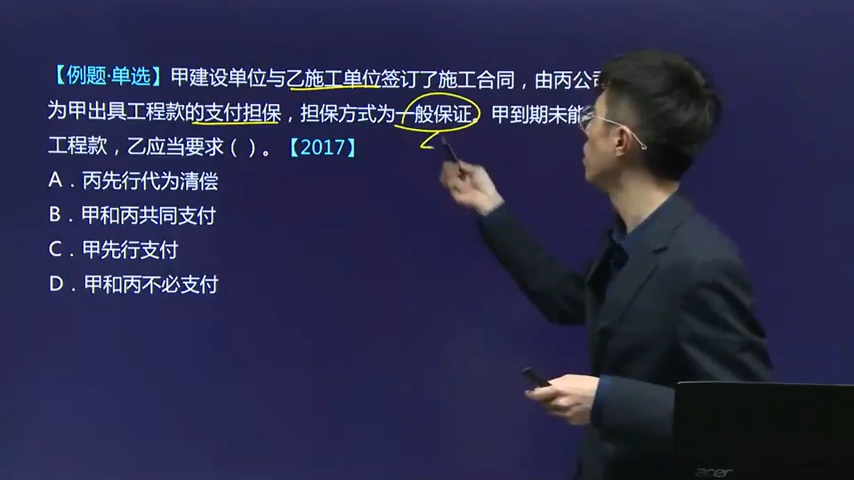 【例题·单选】甲建设单位与乙施工单位签订了施工合同，由丙公
为甲出具工程款的支付担保，担保方式为一般保证。甲到期未能
工程款，乙应当要求（ ）。【2017】
A．丙先行代为清偿
B．甲和丙共同支付
C．甲先行支付
D．甲和丙不必支付
acer